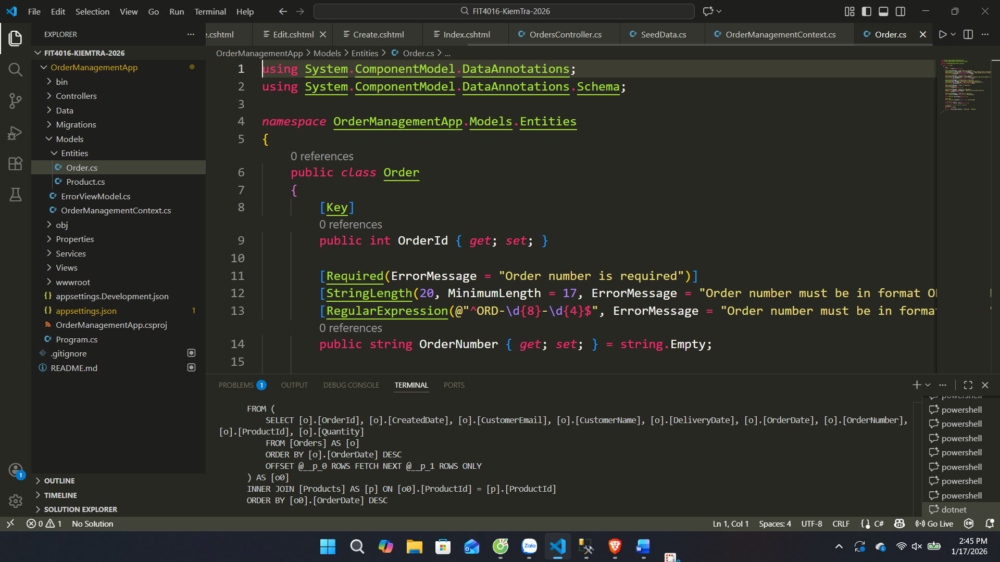 File Edit Selection View Go Run Terminal Help
FIT4016-KiemTra-2026
EXPLORER
e.cshtml
Edit.cshtml
Create.cshtml
Index.cshtml
OrdersController.cs
SeedData.cs
OrderManagementContext.cs
Order.cs
FIT4016-KIEMTRA-2026
OrderManagementApp
bin
Controllers
Data
Migrations
Models
Entities
Order.cs
Product.cs
ErrorViewModel.cs
OrderManagementContext.cs
obj
Properties
Services
Views
wwwroot
appsettings.Development.json
appsettings.json 1
OrderManagementApp.csproj
Program.cs
.gitignore
README.md
OUTLINE
TIMELINE
SOLUTION EXPLORER
OrderManagementApp > Models > Entities > Order.cs > ...
1 using System.ComponentModel.DataAnnotations;
2 using System.ComponentModel.DataAnnotations.Schema;
3
4 namespace OrderManagementApp.Models.Entities
5 {
0 references
6 public class Order
7 {
8 [Key]
0 references
9 public int OrderId { get; set; }
10
11 [Required(ErrorMessage = "Order number is required")]
12 [StringLength(20, MinimumLength = 17, ErrorMessage = "Order number must be in format O
13 [RegularExpression(@"^ORD-\d{8}-\d{4}$", ErrorMessage = "Order number must be in forma
0 references
14 public string OrderNumber { get; set; } = string.Empty;
15
PROBLEMS 1 OUTPUT DEBUG CONSOLE TERMINAL PORTS
FROM (
SELECT [o].[OrderId], [o].[CreatedDate], [o].[CustomerEmail], [o].[CustomerName], [o].[DeliveryDate], [o].[OrderDate], [o].[OrderNumber],
[o].[ProductId], [o].[Quantity]
FROM [Orders] AS [o]
ORDER BY [o].[OrderDate] DESC
OFFSET @__p_0 ROWS FETCH NEXT @__p_1 ROWS ONLY
) AS [o0]
INNER JOIN [Products] AS [p] ON [o0].[ProductId] = [p].[ProductId]
ORDER BY [o0].[OrderDate] DESC
powershell
powershell
powershell
powershell
powershell
powershell
powershell
powershell
dotnet
1
0 1 No Solution
Ln 1, Col 1 Spaces: 4 UTF-8 CRLF C# Go Live
Zalo
2:45 PM
1/17/2026